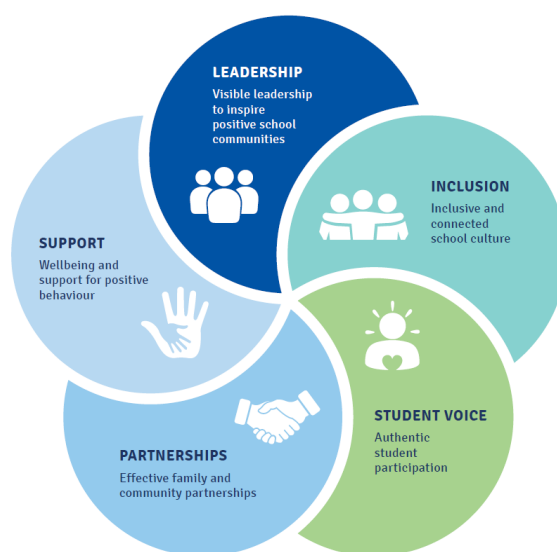 LEADERSHIP
Visible leadership
to inspire
positive school
communities
INCLUSION
Inclusive and
connected
school culture
STUDENT VOICE
Authentic
student
participation
PARTNERSHIPS
Effective family and
community partnerships
SUPPORT
Wellbeing and
support for positive
behaviour